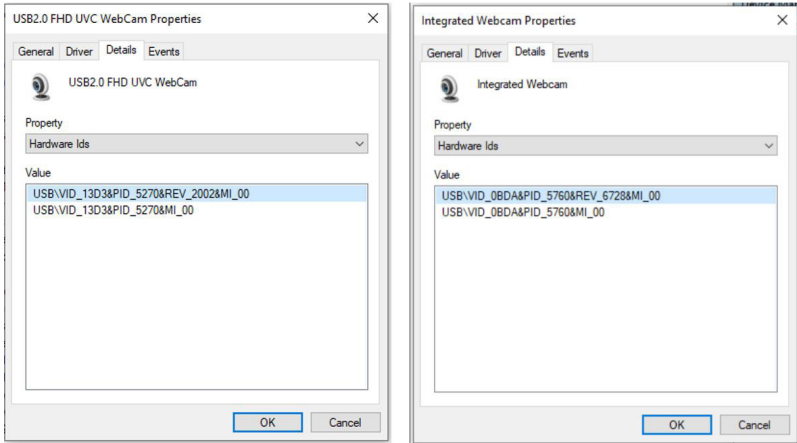 USB2.0 FHD UVC WebCam Properties
General Driver Details Events
USB2.0 FHD UVC WebCam
Property
Hardware Ids
Value
USB\VID_13D3&PID_5270&REV_2002&MI_00
USB\VID_13D3&PID_5270&MI_00
OK Cancel
Integrated Webcam Properties
General Driver Details Events
Integrated Webcam
Property
Hardware Ids
Value
USB\VID_0BDA&PID_5760&REV_6728&MI_00
USB\VID_0BDA&PID_5760&MI_00
OK Cancel